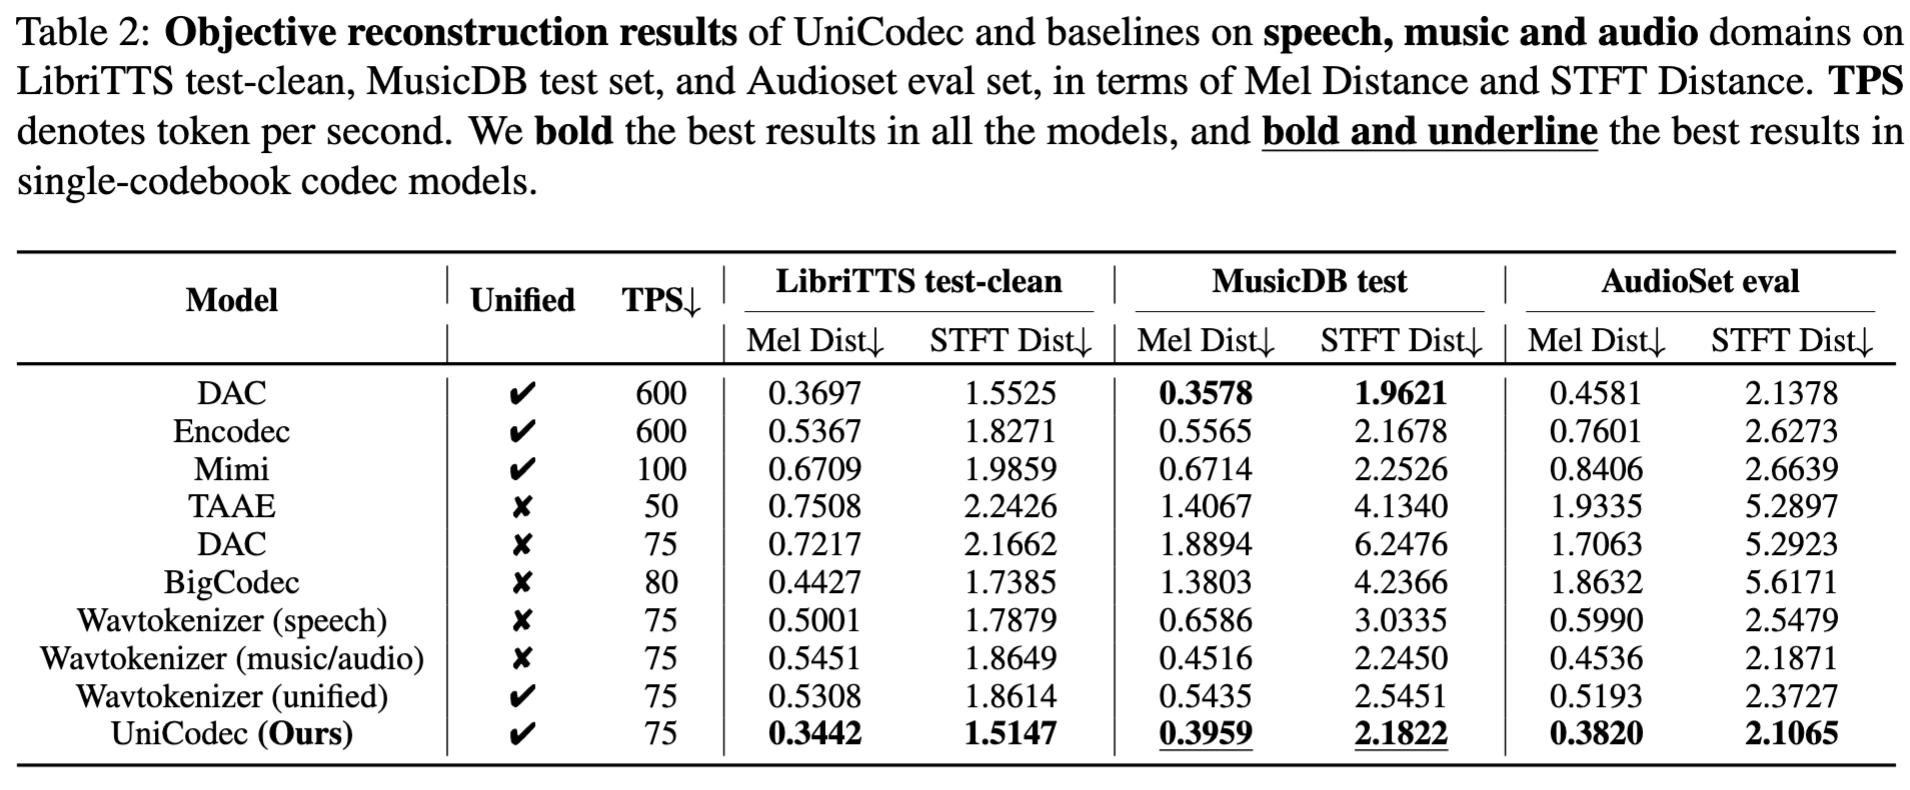 Table 2: Objective reconstruction results of UniCodec and baselines on speech, music and audio domains on
LibriTTS test-clean, MusicDB test set, and Audioset eval set, in terms of Mel Distance and STFT Distance. TPS
denotes token per second. We bold the best results in all the models, and bold and underline the best results in
single-codebook codec models.
Model Unified TPS↓ LibriTTS test-clean MusicDB test AudioSet eval
Mel Dist↓ STFT Dist↓ Mel Dist↓ STFT Dist↓ Mel Dist↓ STFT Dist↓
DAC ✔ 600 0.3697 1.5525 0.3578 1.9621 0.4581 2.1378
Encodec ✔ 600 0.5367 1.8271 0.5565 2.1678 0.7601 2.6273
Mimi ✔ 100 0.6709 1.9859 0.6714 2.2526 0.8406 2.6639
TAAE ✘ 50 0.7508 2.2426 1.4067 4.1340 1.9335 5.2897
DAC ✘ 75 0.7217 2.1662 1.8894 6.2476 1.7063 5.2923
BigCodec ✘ 80 0.4427 1.7385 1.3803 4.2366 1.8632 5.6171
Wavtokenizer (speech) ✘ 75 0.5001 1.7879 0.6586 3.0335 0.5990 2.5479
Wavtokenizer (music/audio) ✘ 75 0.5451 1.8649 0.4516 2.2450 0.4536 2.1871
Wavtokenizer (unified) ✔ 75 0.5308 1.8614 0.5435 2.5451 0.5193 2.3727
UniCodec (Ours) ✔ 75 0.3442 1.5147 0.3959 2.1822 0.3820 2.1065